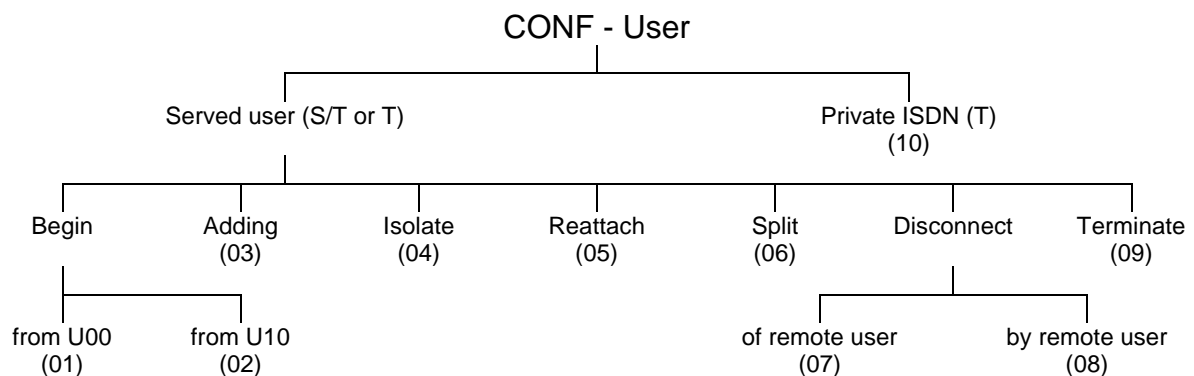 CONF - User
Served user (S/T or T)
Private ISDN (T)
(10)
Begin
Adding
(03)
Isolate
(04)
Reattach
(05)
Split
(06)
Disconnect
Terminate
(09)
from U00
(01)
from U10
(02)
of remote user
(07)
by remote user
(08)